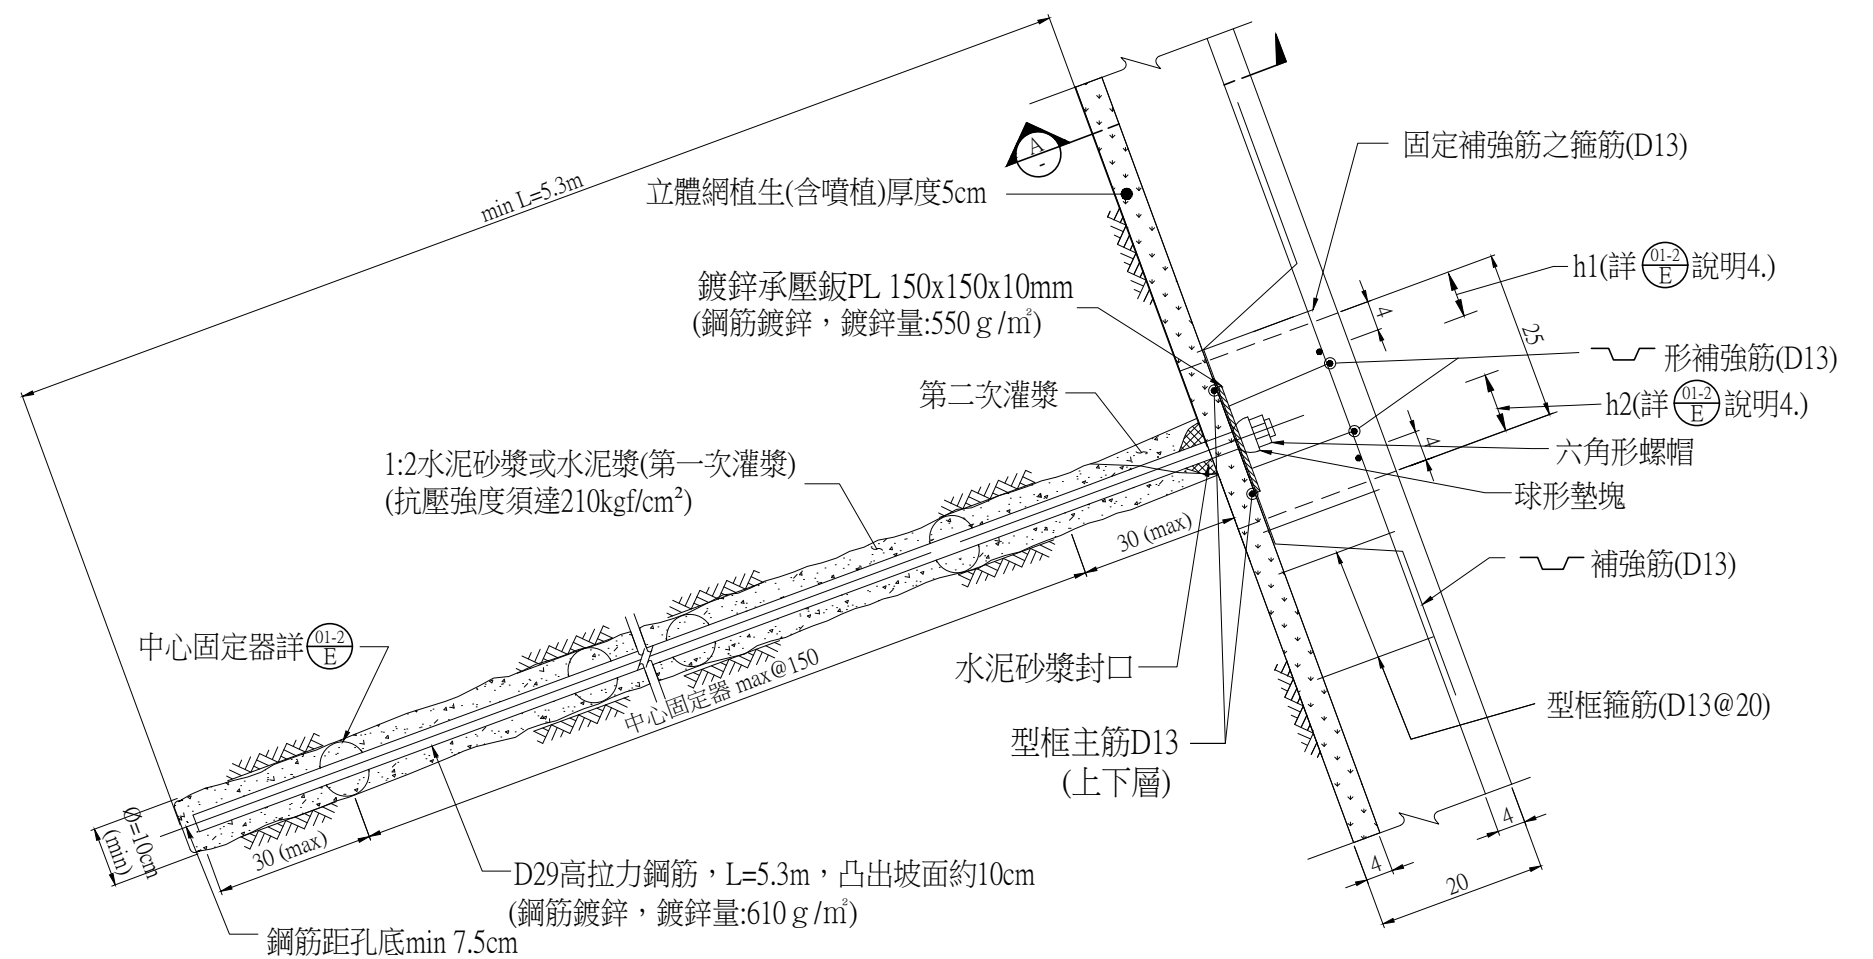 min L=5.3m
A
-
固定補強筋之箍筋(D13)
立體網植生(含噴植)厚度5cm
h1(詳 01-2 E 說明4.)
鍍鋅承壓鈑PL 150x150x10mm
(鋼筋鍍鋅，鍍鋅量:550ｇ/㎡)
4
25
形補強筋(D13)
第二次灌漿
h2(詳 01-2 E 說明4.)
4
六角形螺帽
1:2水泥砂漿或水泥漿(第一次灌漿)
(抗壓強度須達210kgf/cm²)
球形墊塊
30 (max)
補強筋(D13)
中心固定器詳 01-2 E
中心固定器 max@150
水泥砂漿封口
型框箍筋(D13@20)
型框主筋D13
(上下層)
Ø=10cm
(min)
30 (max)
4
4
20
D29高拉力鋼筋，L=5.3m，凸出坡面約10cm
(鋼筋鍍鋅，鍍鋅量:610ｇ/㎡)
鋼筋距孔底min 7.5cm